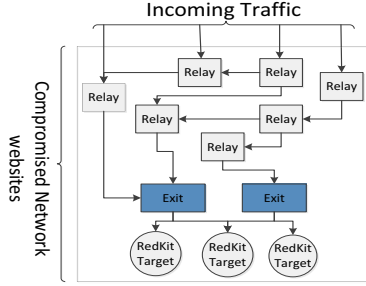 Incoming Traffic
Relay
Relay
Relay
Relay
Relay
Relay
Relay
Compromised Network
websites
Exit
Exit
RedKit
Target
RedKit
Target
RedKit
Target